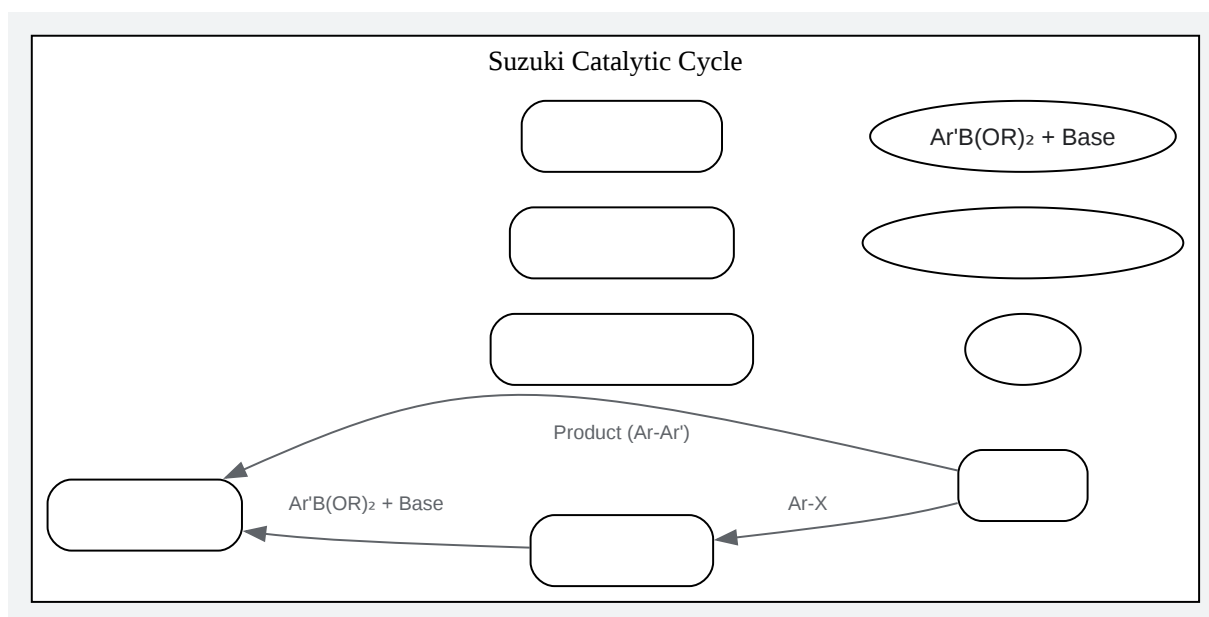 Suzuki Catalytic Cycle
Ar'B(OR)₂ + Base
Product (Ar-Ar')
Ar'B(OR)₂ + Base
Ar-X